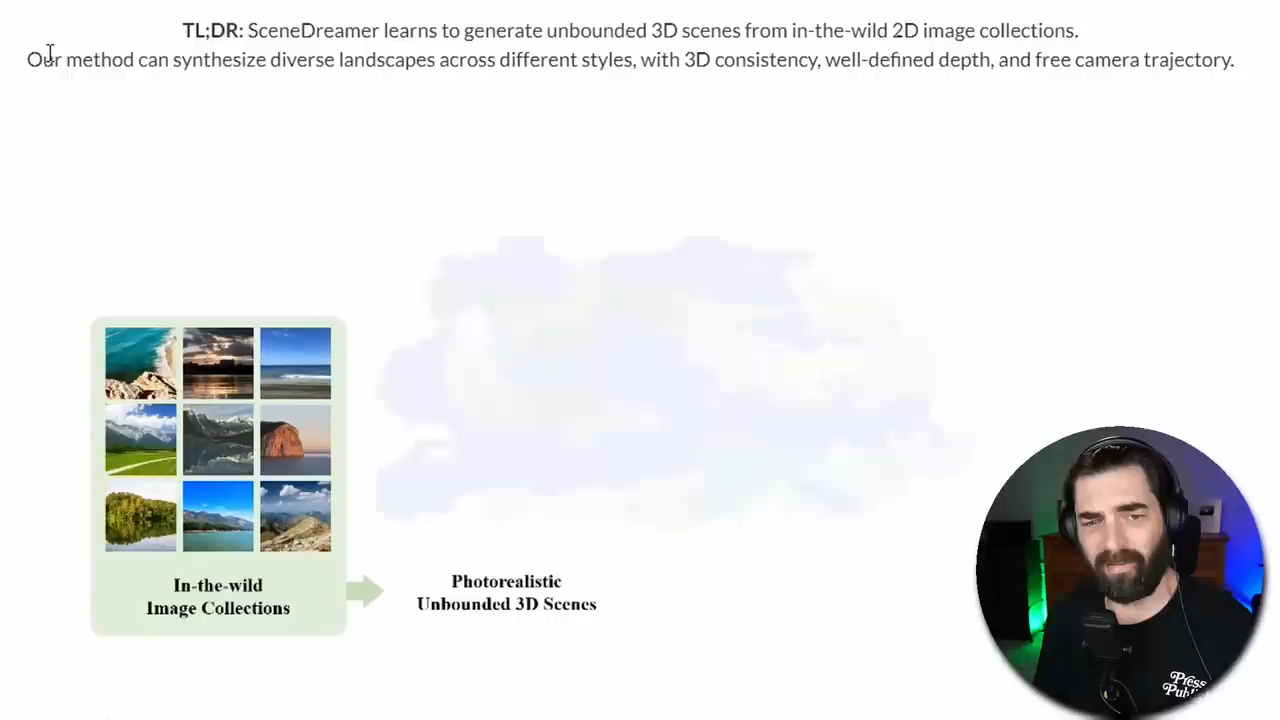 TL;DR: SceneDreamer learns to generate unbounded 3D scenes from in-the-wild 2D image collections.
Our method can synthesize diverse landscapes across different styles, with 3D consistency, well-defined depth, and free camera trajectory.
In-the-wild
Image Collections
Photorealistic
Unbounded 3D Scenes
Press